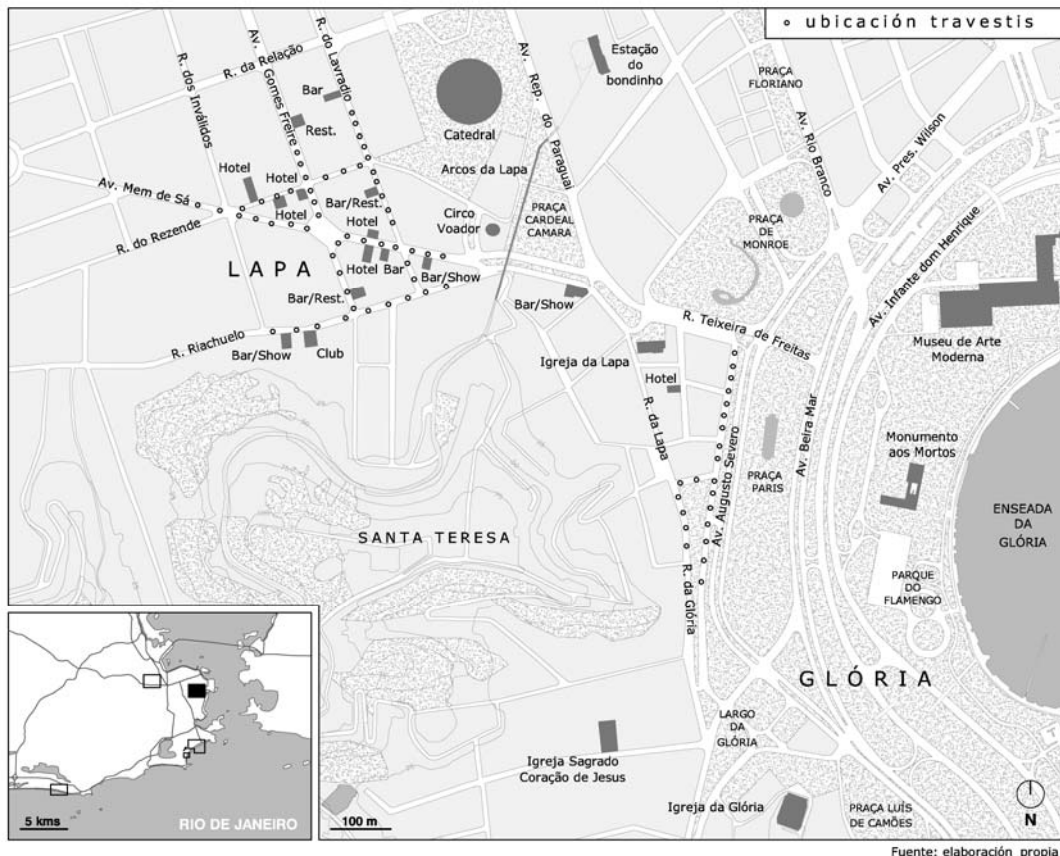 ubicación travestis
R. dos Inválidos
Av. Gomes Freire
R. do Lavradio
R. da Relação
Bar
Rest.
Catedral
Av. Rep. do Paraguai
Estação
do
bondinho
PRAÇA
FLORIANO
Av. Rio Branco
Av. Pres. Wilson
Av. Infante dom Henrique
Av. Mem de Sá
R. do Rezende
Hotel
Hotel
Hotel
Bar/Rest.
Hotel
Arcos da Lapa
Circo
Voador
PRAÇA
CARDEAL
CAMARA
PRAÇA
DE
MONROE
LAPA
Hotel
Bar
Bar/Show
Bar/Rest.
R. Riachuelo
Bar/Show
Club
Bar/Show
R. Teixeira de Freitas
Igreja da Lapa
Hotel
R. da Lapa
Av. Augusto Severo
Av. Beira Mar
PRAÇA
PARIS
Museu de Arte
Moderna
Monumento
aos Mortos
ENSEADA
DA
GLÓRIA
SANTA TERESA
R. da Glória
PARQUE
DO
FLAMENGO
GLÓRIA
LARGO
DA
GLÓRIA
Igreja Sagrado
Coração de Jesus
Igreja da Glória
PRAÇA LUÍS
DE CAMÕES
N
5 kms
RIO DE JANEIRO
100 m
Fuente: elaboración propia